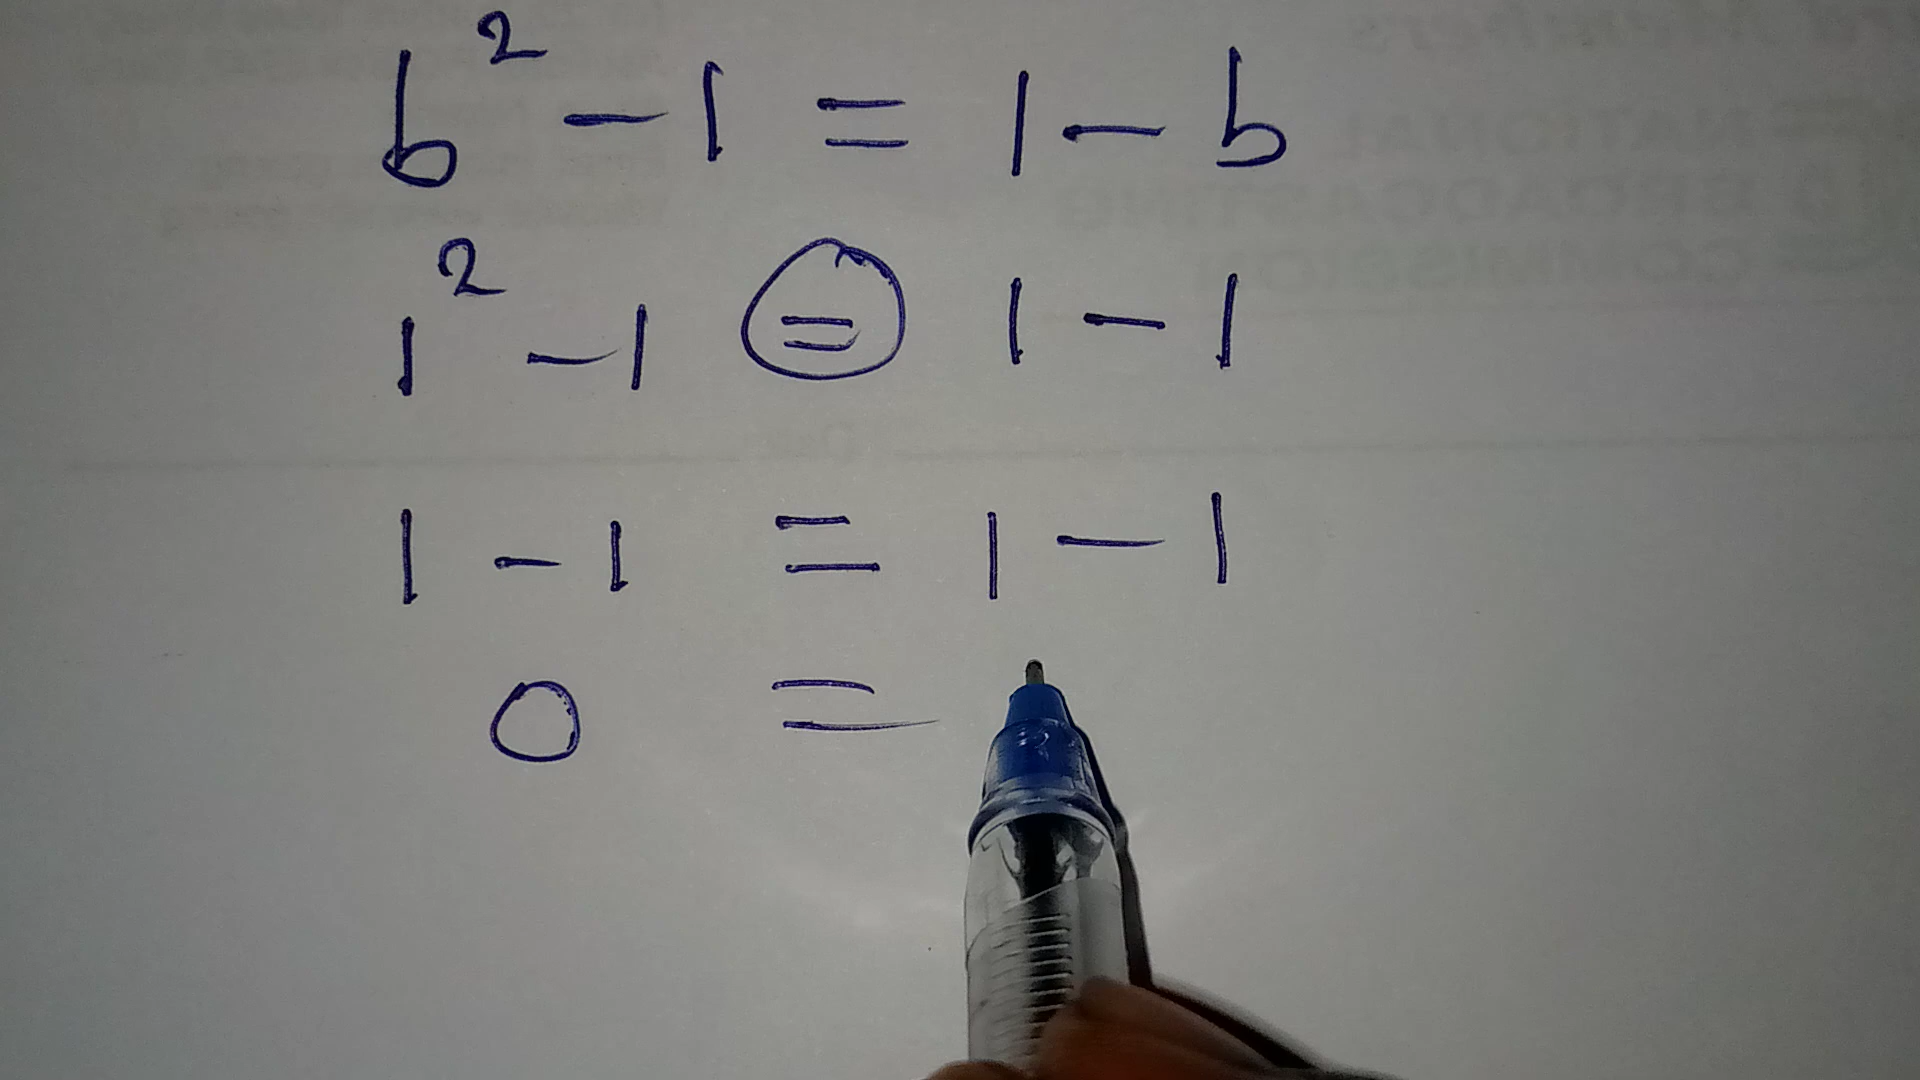 b² - 1 = 1 - b
1² - 1 = 1 - 1
1 - 1 = 1 - 1
0 =